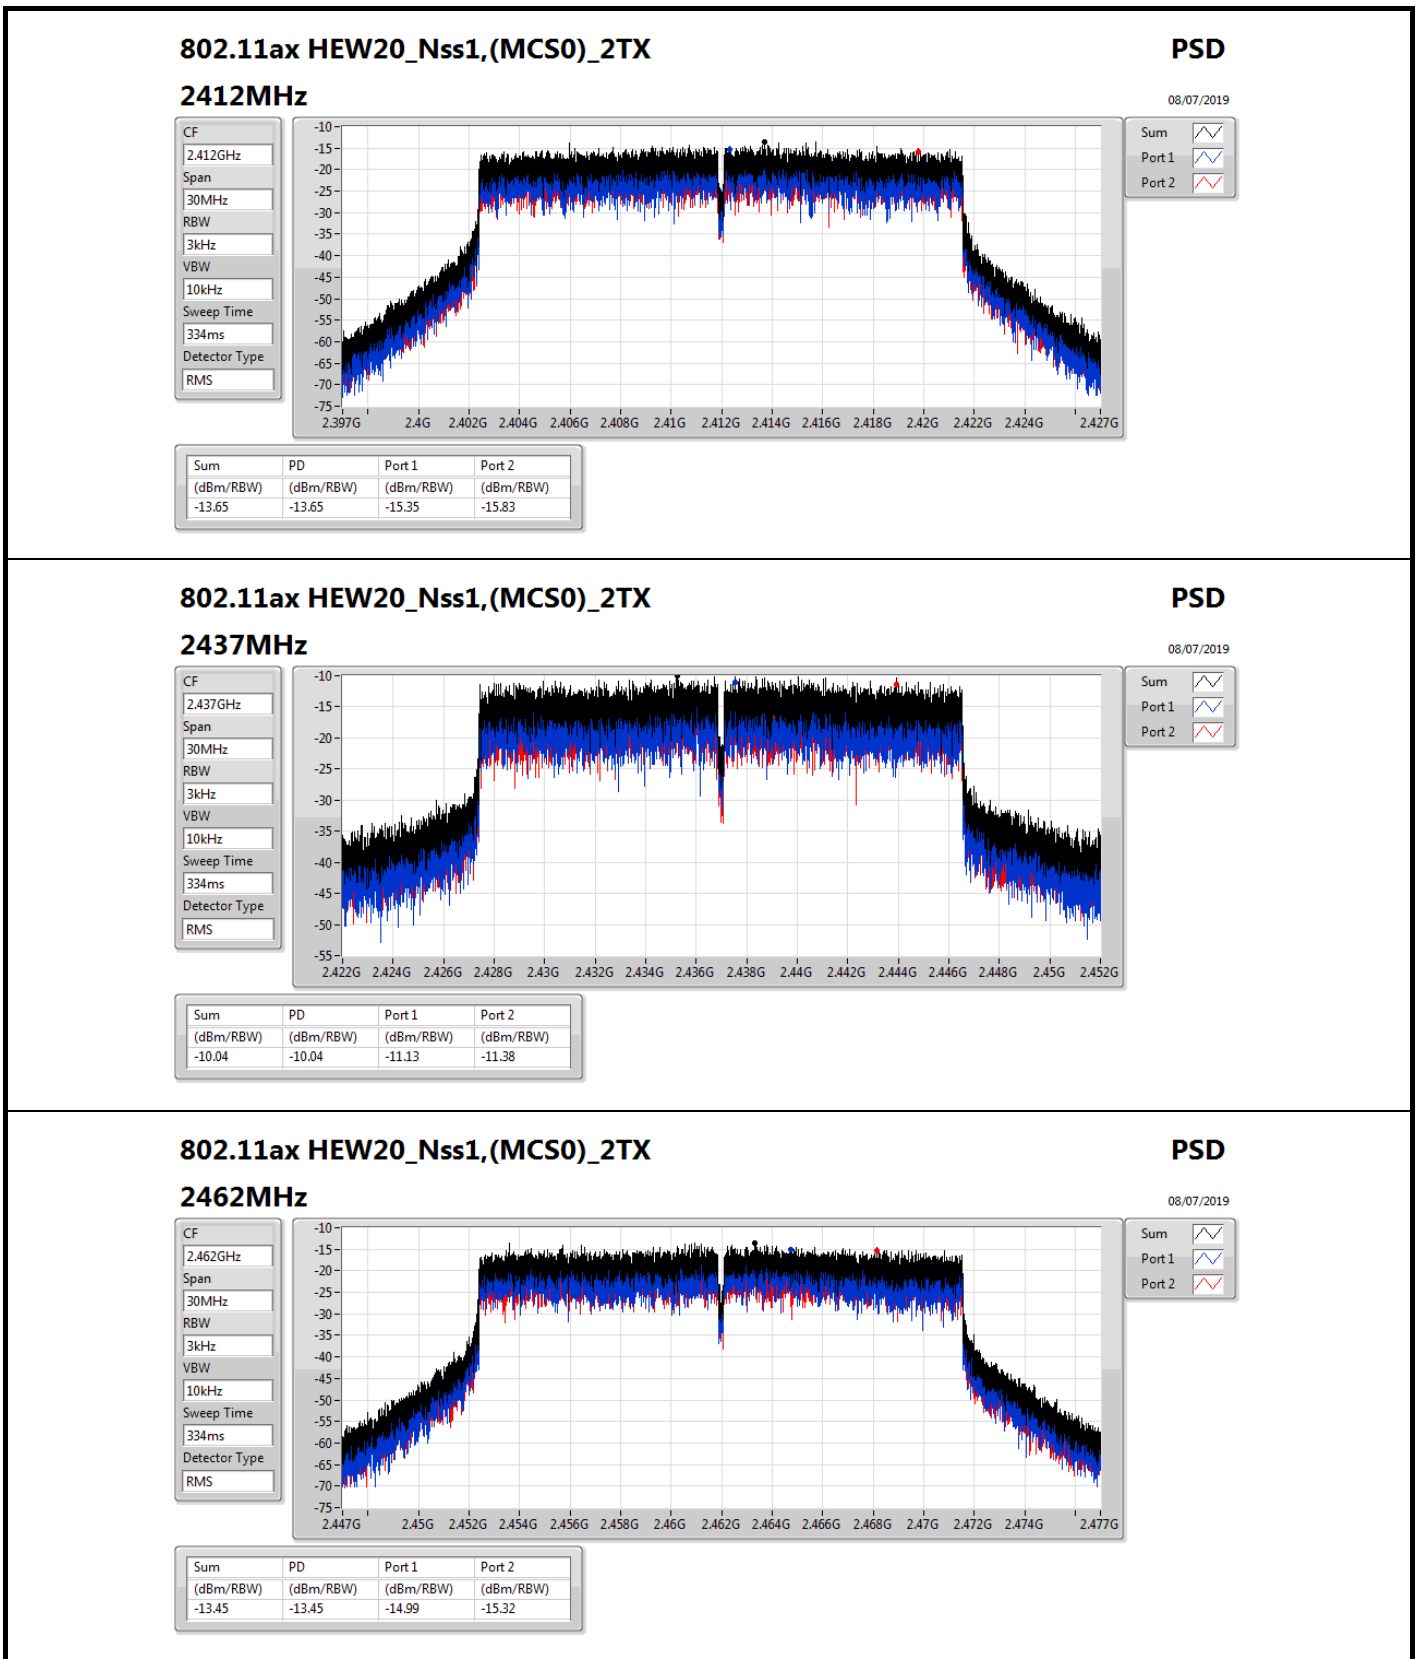 802.11ax HEW20_Nss1,(MCS0)_2TX PSD
2412MHz 08/07/2019
CF
2.412GHz
Span
30MHz
RBW
3kHz
VBW
10kHz
Sweep Time
334ms
Detector Type
RMS
-10
-15
-20
-25
-30
-35
-40
-45
-50
-55
-60
-65
-70
-75
2.397G 2.4G 2.402G 2.404G 2.406G 2.408G 2.41G 2.412G 2.414G 2.416G 2.418G 2.42G 2.422G 2.424G 2.427G
Sum
Port 1
Port 2
Sum PD Port 1 Port 2
(dBm/RBW) (dBm/RBW) (dBm/RBW) (dBm/RBW)
-13.65 -13.65 -15.35 -15.83
802.11ax HEW20_Nss1,(MCS0)_2TX PSD
2437MHz 08/07/2019
CF
2.437GHz
Span
30MHz
RBW
3kHz
VBW
10kHz
Sweep Time
334ms
Detector Type
RMS
-10
-15
-20
-25
-30
-35
-40
-45
-50
-55
2.422G 2.424G 2.426G 2.428G 2.43G 2.432G 2.434G 2.436G 2.438G 2.44G 2.442G 2.444G 2.446G 2.448G 2.45G 2.452G
Sum
Port 1
Port 2
Sum PD Port 1 Port 2
(dBm/RBW) (dBm/RBW) (dBm/RBW) (dBm/RBW)
-10.04 -10.04 -11.13 -11.38
802.11ax HEW20_Nss1,(MCS0)_2TX PSD
2462MHz 08/07/2019
CF
2.462GHz
Span
30MHz
RBW
3kHz
VBW
10kHz
Sweep Time
334ms
Detector Type
RMS
-10
-15
-20
-25
-30
-35
-40
-45
-50
-55
-60
-65
-70
-75
2.447G 2.45G 2.452G 2.454G 2.456G 2.458G 2.46G 2.462G 2.464G 2.466G 2.468G 2.47G 2.472G 2.474G 2.477G
Sum
Port 1
Port 2
Sum PD Port 1 Port 2
(dBm/RBW) (dBm/RBW) (dBm/RBW) (dBm/RBW)
-13.45 -13.45 -14.99 -15.32